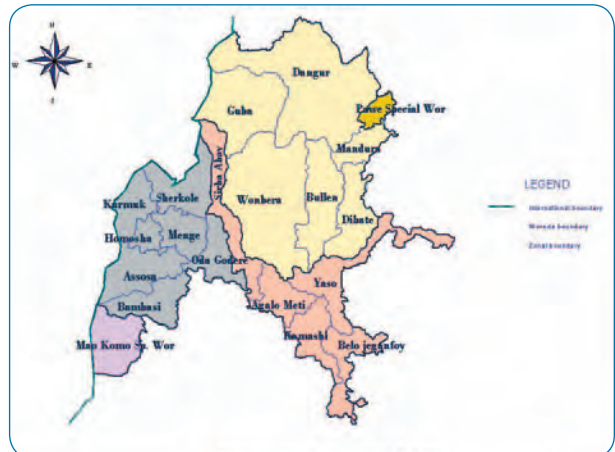 N
W
E
S
Dangur
Guba
Pawe Special Wor
Mandura
Sirba Abay
Wonberu
Bullen
Dibate
Sherkole
Kurmuk
Homosha
Menge
Oda Godere
Assosa
Bambasi
Yaso
Agalo Meti
Kamashi
Belo jeganfoy
Mao Komo Sp. Wor
LEGEND
International boundary
Woreda boundary
Zonal boundary